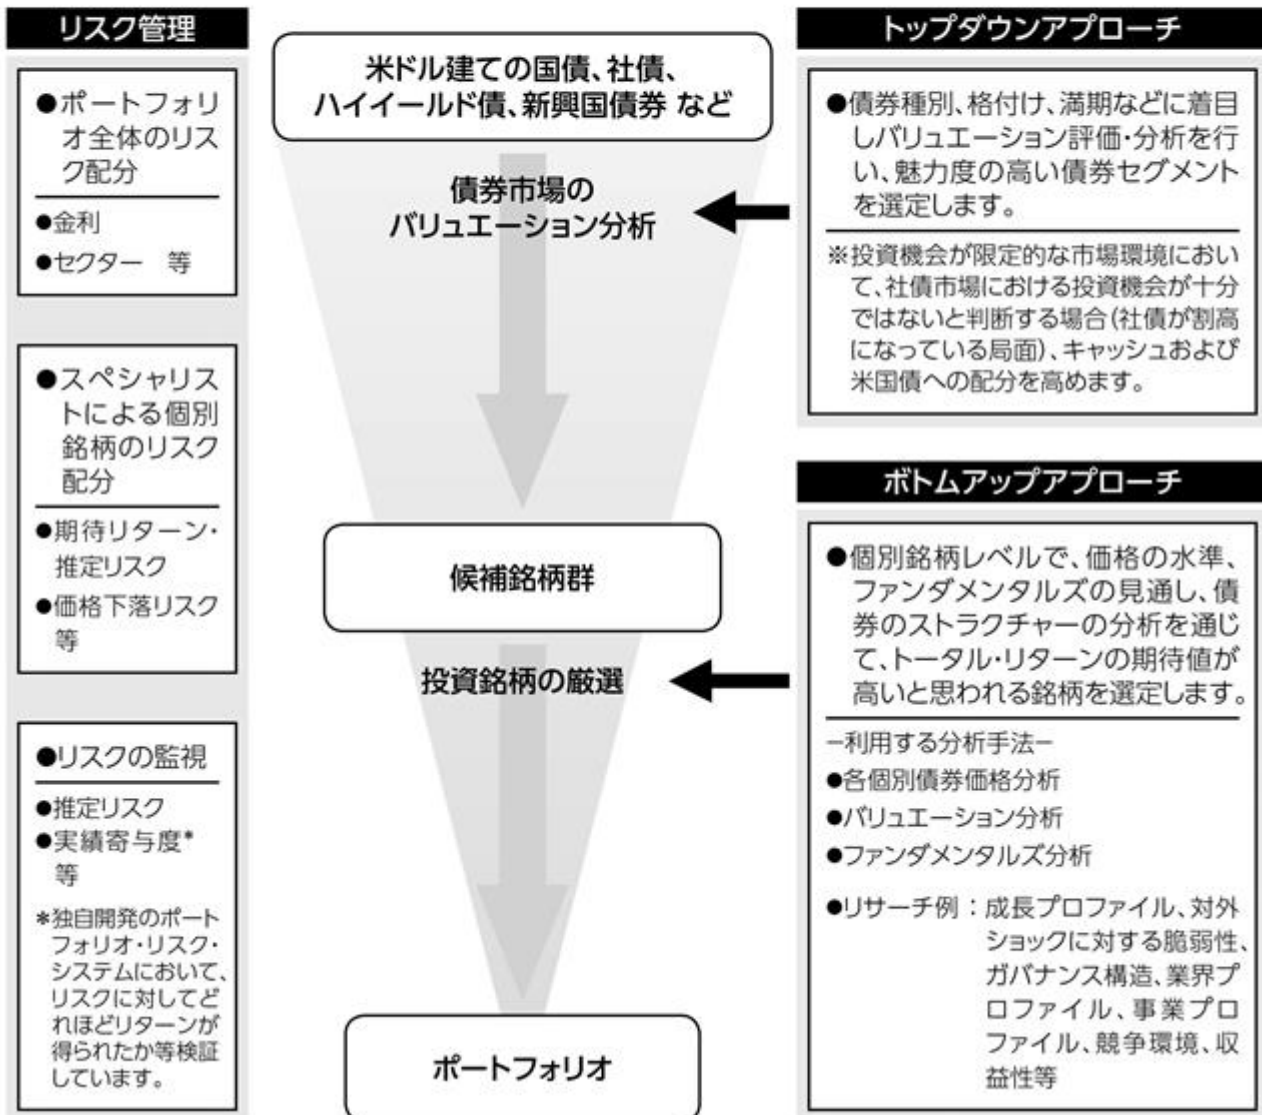 リスク管理
●ポートフォリ
オ全体のリス
ク配分
●金利
●セクター　等
●スペシャリス
トによる個別
銘柄のリスク
配分
●期待リターン・
推定リスク
●価格下落リスク
等
●リスクの監視
●推定リスク
●実績寄与度*
等
*独自開発のポート
フォリオ・リスク・
システムにおいて、
リスクに対してど
れほどリターンが
得られたか等検証
しています。
米ドル建ての国債、社債、
ハイイールド債、新興国債券 など
債券市場の
バリュエーション分析
候補銘柄群
投資銘柄の厳選
ポートフォリオ
トップダウンアプローチ
●債券種別、格付け、満期などに着目
しバリュエーション評価・分析を行
い、魅力度の高い債券セグメント
を選定します。
※投資機会が限定的な市場環境におい
て、社債市場における投資機会が十分
ではないと判断する場合(社債が割高
になっている局面)、キャッシュおよび
米国債への配分を高めます。
ボトムアップアプローチ
●個別銘柄レベルで、価格の水準、
ファンダメンタルズの見通し、債
券のストラクチャーの分析を通じ
て、トータル・リターンの期待値が
高いと思われる銘柄を選定します。
−利用する分析手法−
●各個別債券価格分析
●バリュエーション分析
●ファンダメンタルズ分析
●リサーチ例：成長プロファイル、対外
ショックに対する脆弱性、
ガバナンス構造、業界プ
ロファイル、事業プロ
ファイル、競争環境、収
益性等